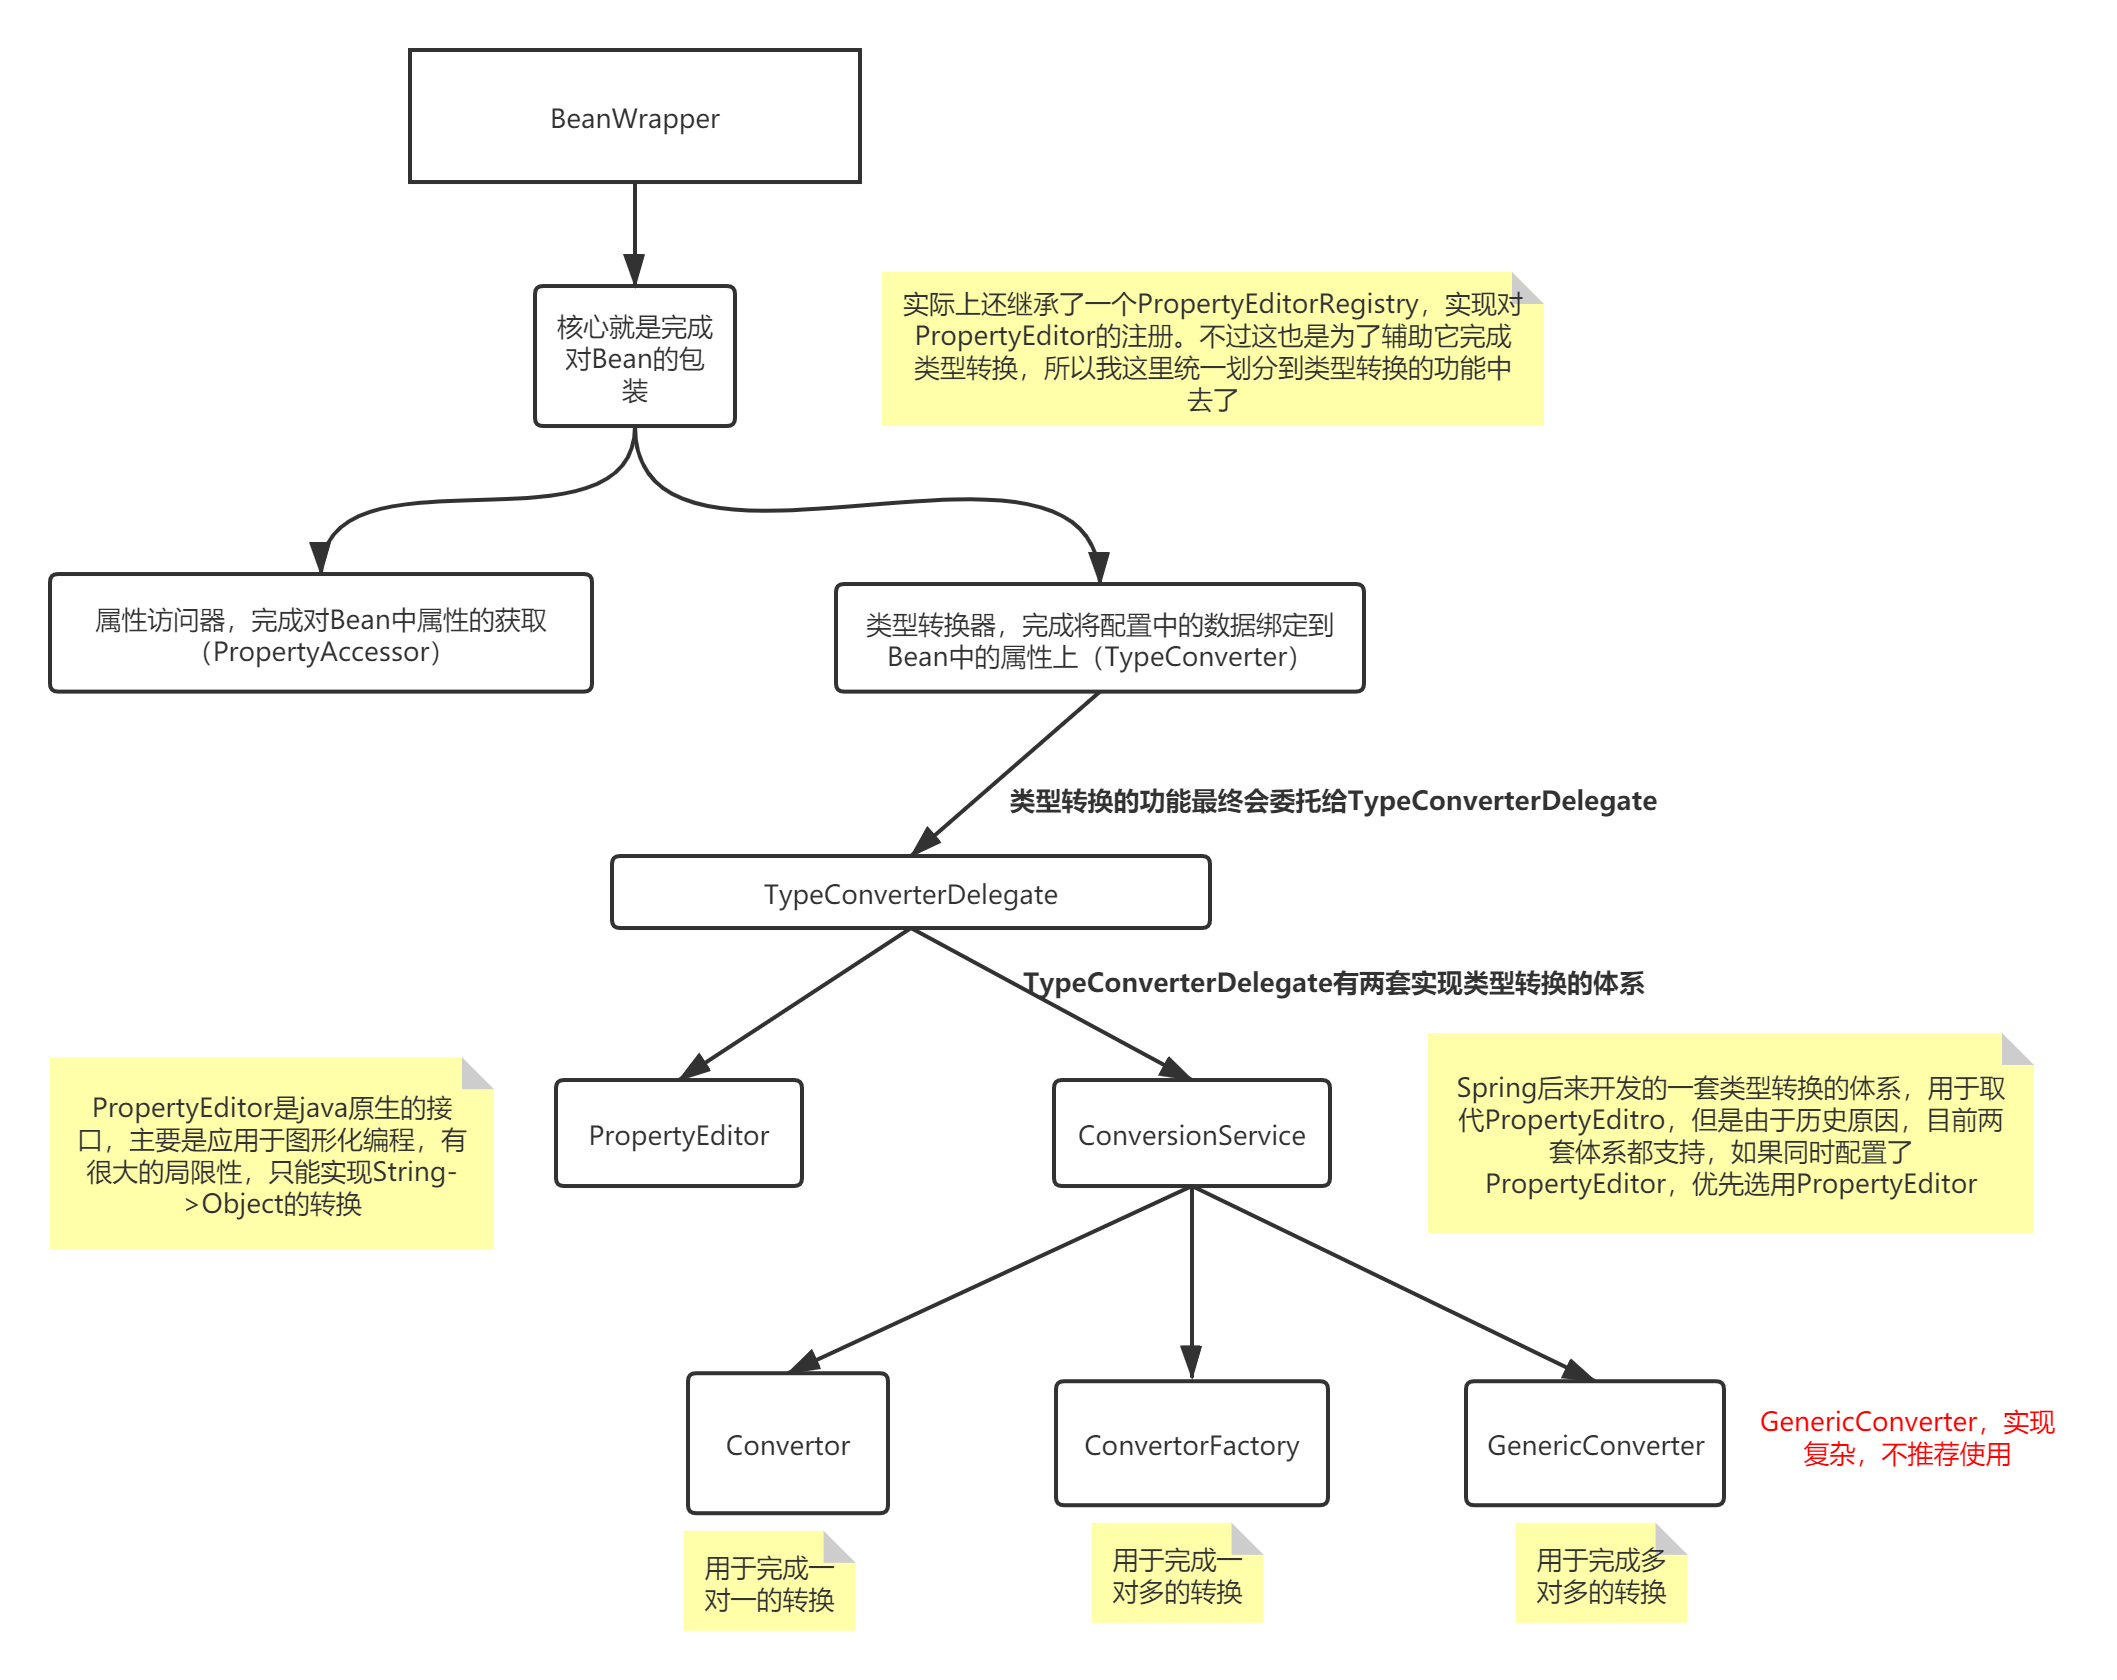 BeanWrapper
核心就是完成
对Bean的包
装
实际上还继承了一个PropertyEditorRegistry，实现对
PropertyEditor的注册。不过这也是为了辅助它完成
类型转换，所以我这里统一划分到类型转换的功能中
去了
属性访问器，完成对Bean中属性的获取
（PropertyAccessor）
类型转换器，完成将配置中的数据绑定到
Bean中的属性上（TypeConverter）
类型转换的功能最终会委托给TypeConverterDelegate
TypeConverterDelegate
TypeConverterDelegate有两套实现类型转换的体系
PropertyEditor是java原生的接
口，主要是应用于图形化编程，有
很大的局限性，只能实现String-
>Object的转换
PropertyEditor
ConversionService
Spring后来开发的一套类型转换的体系，用于取
代PropertyEditro，但是由于历史原因，目前两
套体系都支持，如果同时配置了
PropertyEditor，优先选用PropertyEditor
Convertor
ConvertorFactory
GenericConverter
GenericConverter，实现
复杂，不推荐使用
用于完成一
对一的转换
用于完成一
对多的转换
用于完成多
对多的转换